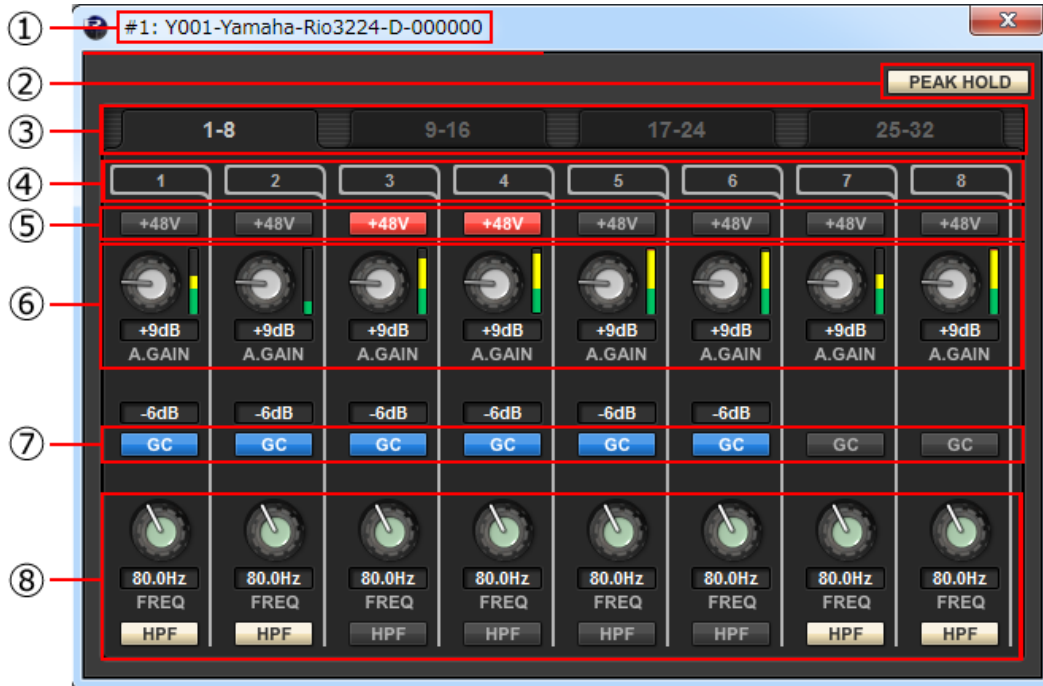 ① #1: Y001-Yamaha-Rio3224-D-000000 X
② PEAK HOLD
③ 1-8 9-16 17-24 25-32
④ 1 2 3 4 5 6 7 8
⑤ +48V +48V +48V +48V +48V +48V +48V +48V
⑥
+9dB +9dB +9dB +9dB +9dB +9dB +9dB +9dB
A.GAIN A.GAIN A.GAIN A.GAIN A.GAIN A.GAIN A.GAIN A.GAIN
-6dB -6dB -6dB -6dB -6dB -6dB
⑦ GC GC GC GC GC GC GC GC
⑧ 80.0Hz 80.0Hz 80.0Hz 80.0Hz 80.0Hz 80.0Hz 80.0Hz 80.0Hz
FREQ FREQ FREQ FREQ FREQ FREQ FREQ FREQ
HPF HPF HPF HPF HPF HPF HPF HPF